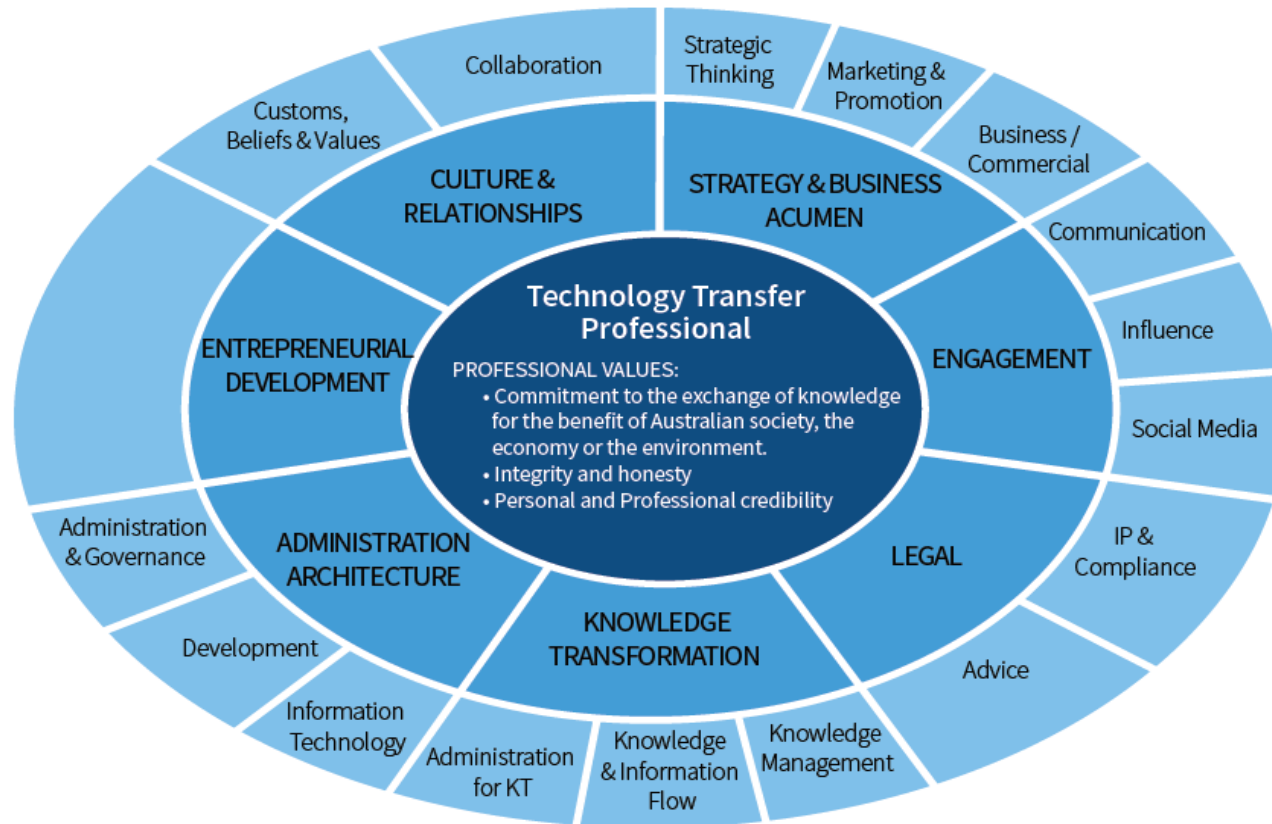 Technology Transfer
Professional
PROFESSIONAL VALUES:
• Commitment to the exchange of knowledge
for the benefit of Australian society, the
economy or the environment.
• Integrity and honesty
• Personal and Professional credibility
CULTURE &
RELATIONSHIPS
Customs,
Beliefs & Values
Collaboration
STRATEGY & BUSINESS
ACUMEN
Strategic
Thinking
Marketing &
Promotion
Business /
Commercial
ENGAGEMENT
Communication
Influence
Social Media
LEGAL
IP &
Compliance
Advice
KNOWLEDGE
TRANSFORMATION
Knowledge
Management
Knowledge
& Information
Flow
Administration
for KT
ADMINISTRATION
ARCHITECTURE
Information
Technology
Development
Administration
& Governance
ENTREPRENEURIAL
DEVELOPMENT